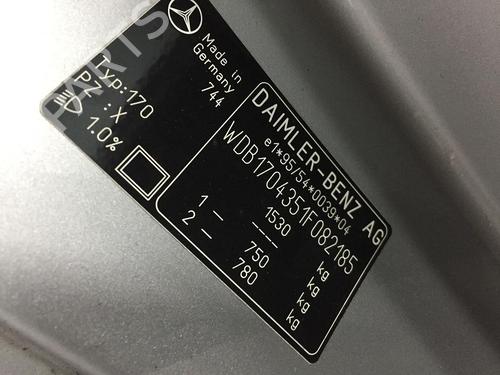 DAIMLER-BENZ AG
e1*95/54*0039*04
WDB1704351F082185
1530 kg
--- kg
1– 750 kg
2– 780 kg
Made in
Germany
744
Typ:170
PZ :X
1.0%
PARTS